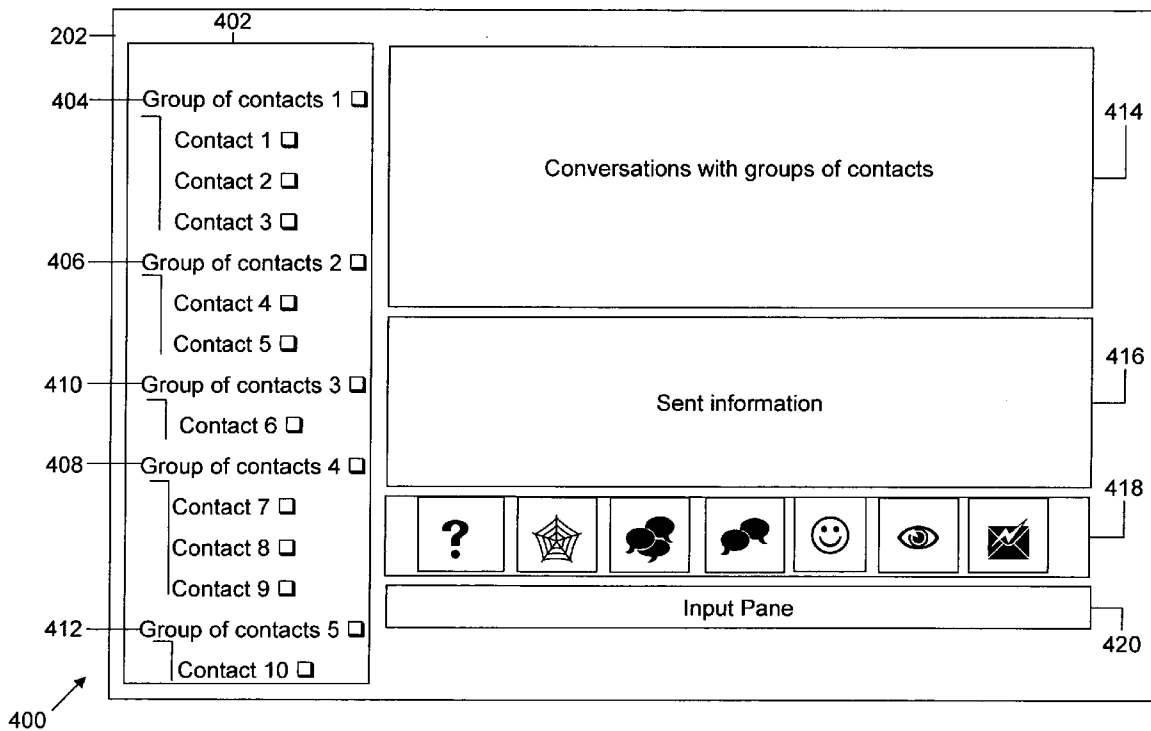 202
402
404
Group of contacts 1
Contact 1
Contact 2
Contact 3
406
Group of contacts 2
Contact 4
Contact 5
410
Group of contacts 3
Contact 6
408
Group of contacts 4
Contact 7
Contact 8
Contact 9
412
Group of contacts 5
Contact 10
400
Conversations with groups of contacts
414
Sent information
416
?
418
Input Pane
420